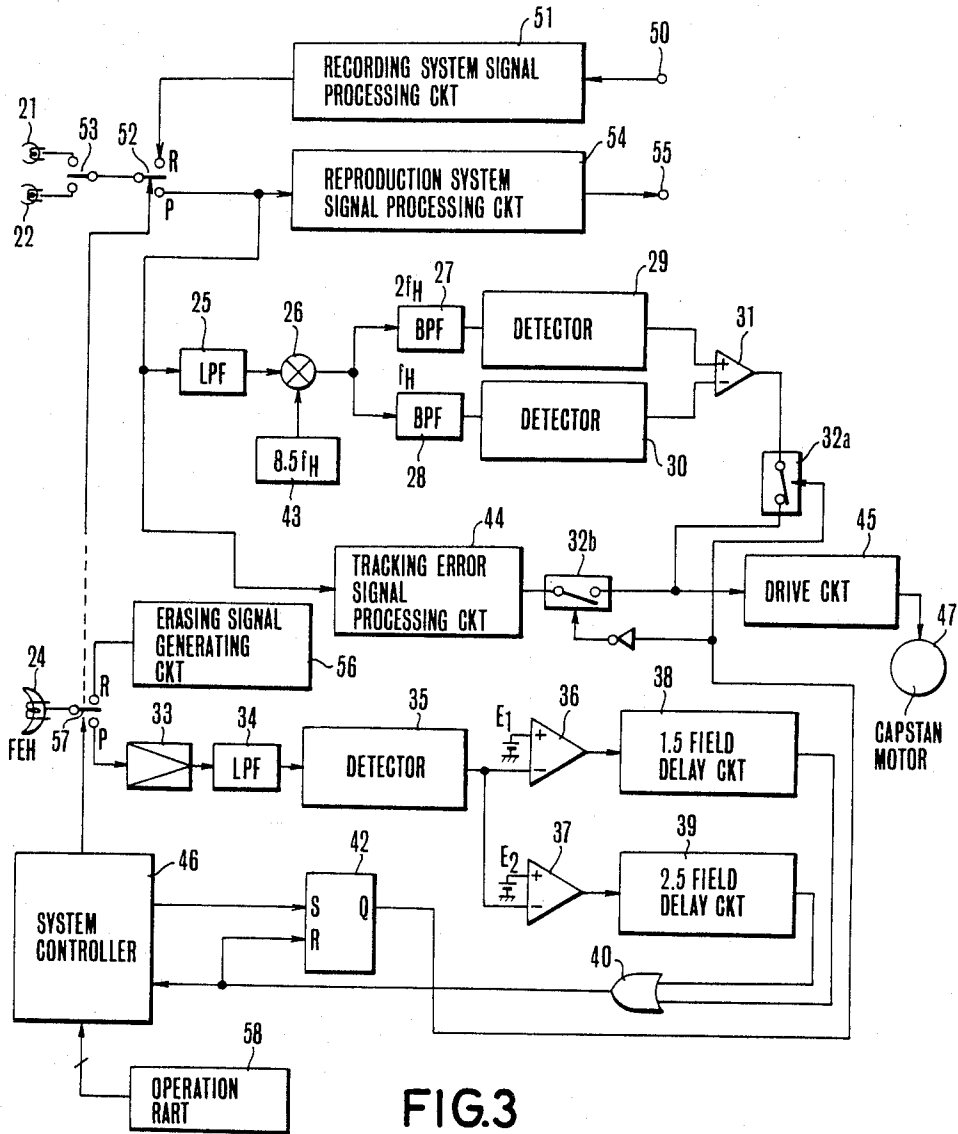 51
50
RECORDING SYSTEM SIGNAL
PROCESSING CKT
21
53
52
R
54
55
REPRODUCTION SYSTEM
SIGNAL PROCESSING CKT
P
22
29
2fH
27
25
26
BPF
DETECTOR
31
LPF
fH
BPF
DETECTOR
32a
8.5fH
28
30
43
44
32b
45
TRACKING ERROR
SIGNAL
PROCESSING CKT
DRIVE CKT
47
ERASING SIGNAL
GENERATING
CKT
24
R
56
57
P
FEH
33
34
35
E1
36
38
CAPSTAN
MOTOR
LPF
DETECTOR
1.5 FIELD
DELAY CKT
46
42
E2
37
39
2.5 FIELD
DELAY CKT
SYSTEM
CONTROLLER
S Q
R
40
58
OPERATION
RART
FIG.3